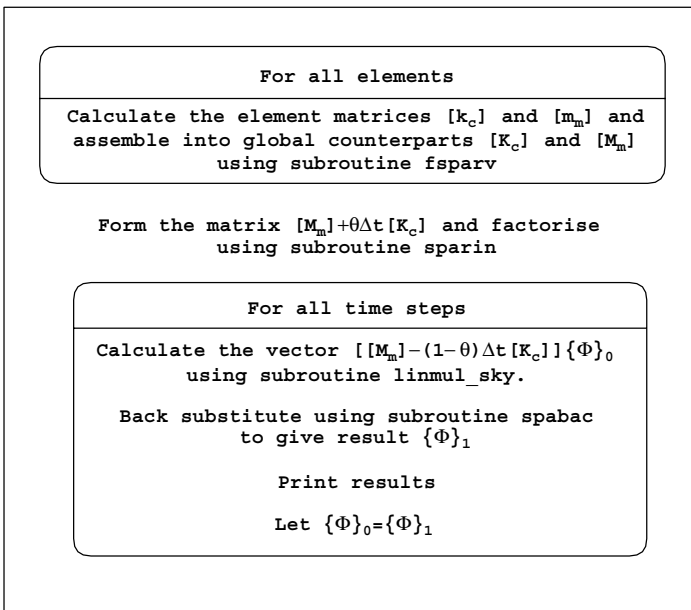 For all elements
Calculate the element matrices [k_c] and [m_m] and
assemble into global counterparts [K_c] and [M_m]
using subroutine fsparv
Form the matrix [M_m]+θΔt[K_c] and factorise
using subroutine sparin
For all time steps
Calculate the vector [[M_m]−(1−θ)Δt[K_c]]{Φ}_0
using subroutine linmul_sky.
Back substitute using subroutine spabac
to give result {Φ}_1
Print results
Let {Φ}_0={Φ}_1